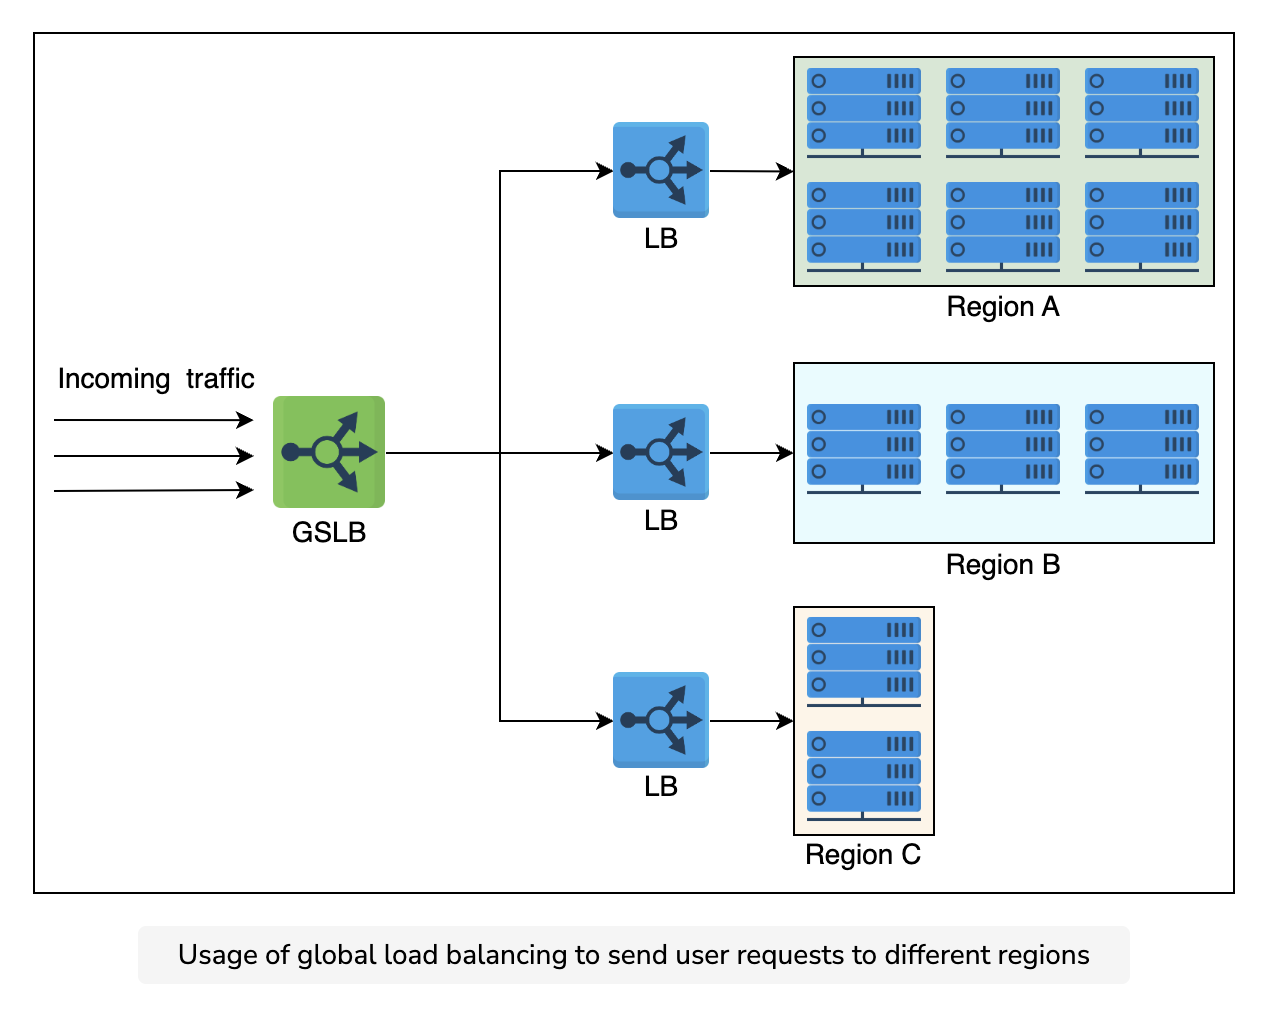 Incoming traffic
GSLB
LB
Region A
LB
Region B
LB
Region C
Usage of global load balancing to send user requests to different regions